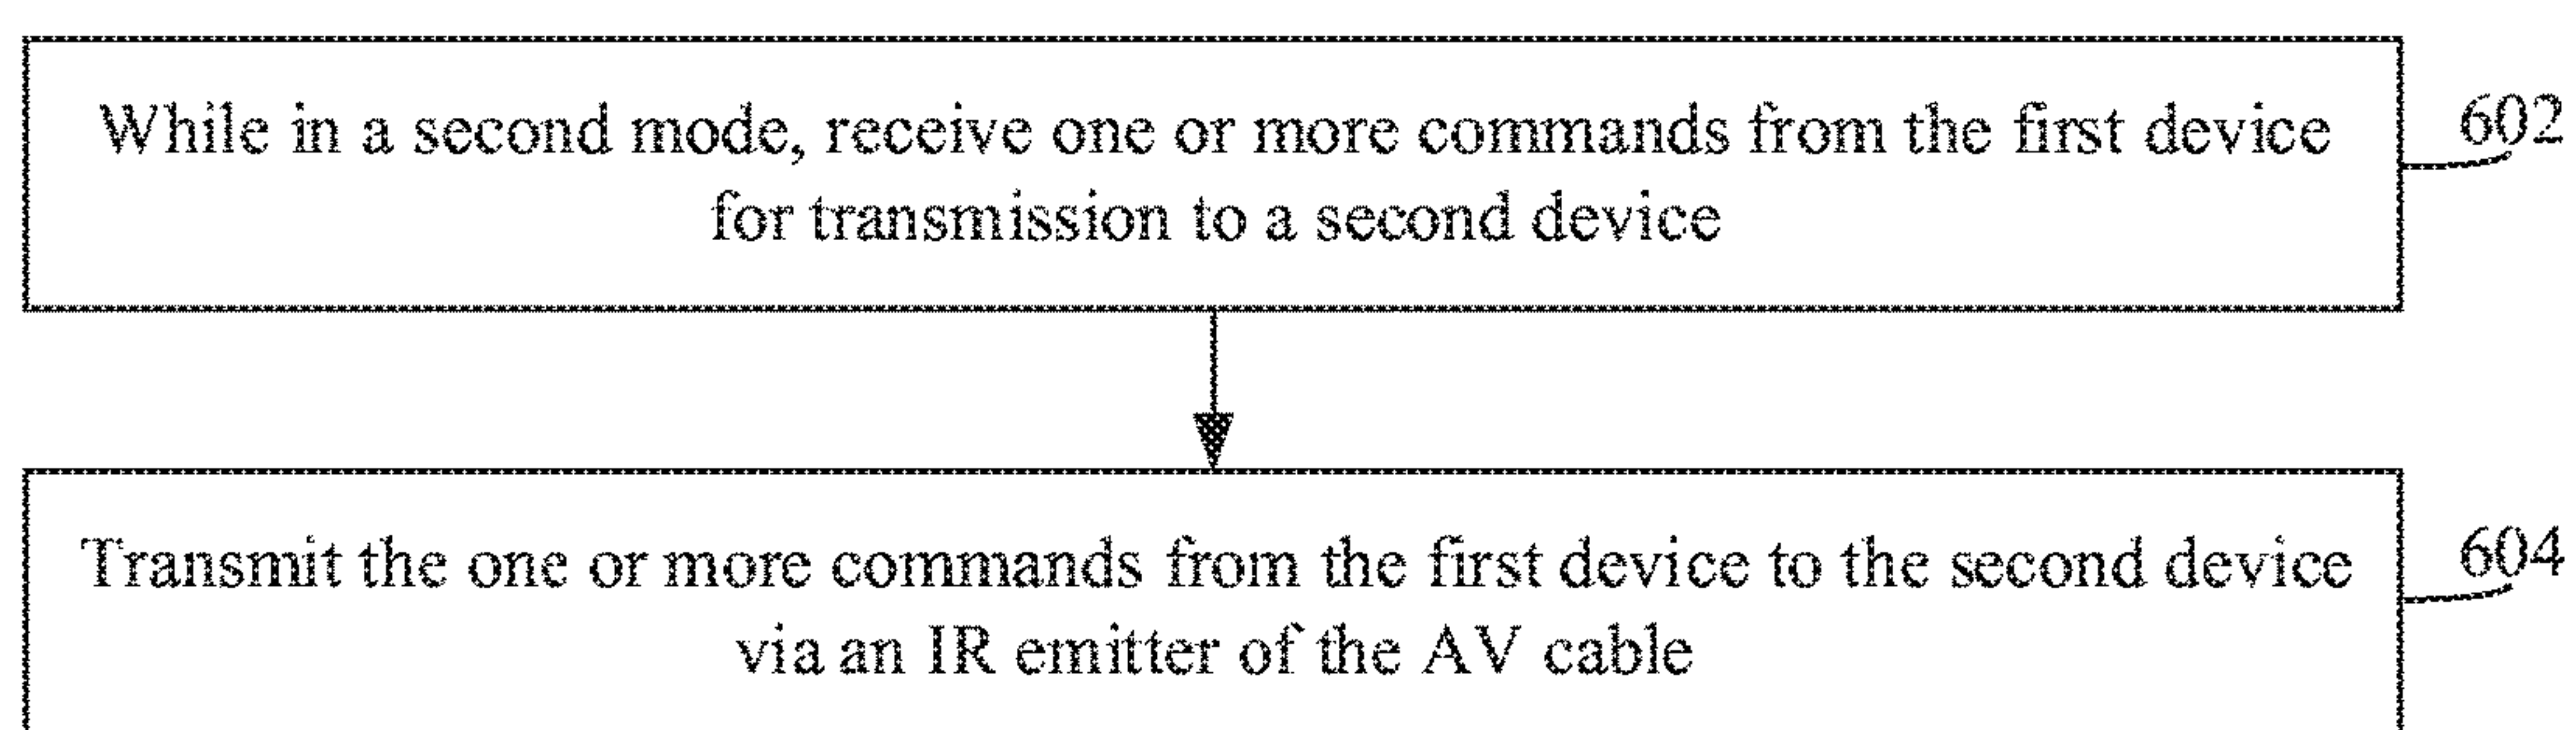 While in a second mode, receive one or more commands from the first device
for transmission to a second device
602
Transmit the one or more commands from the first device to the second device
via an IR emitter of the AV cable
604